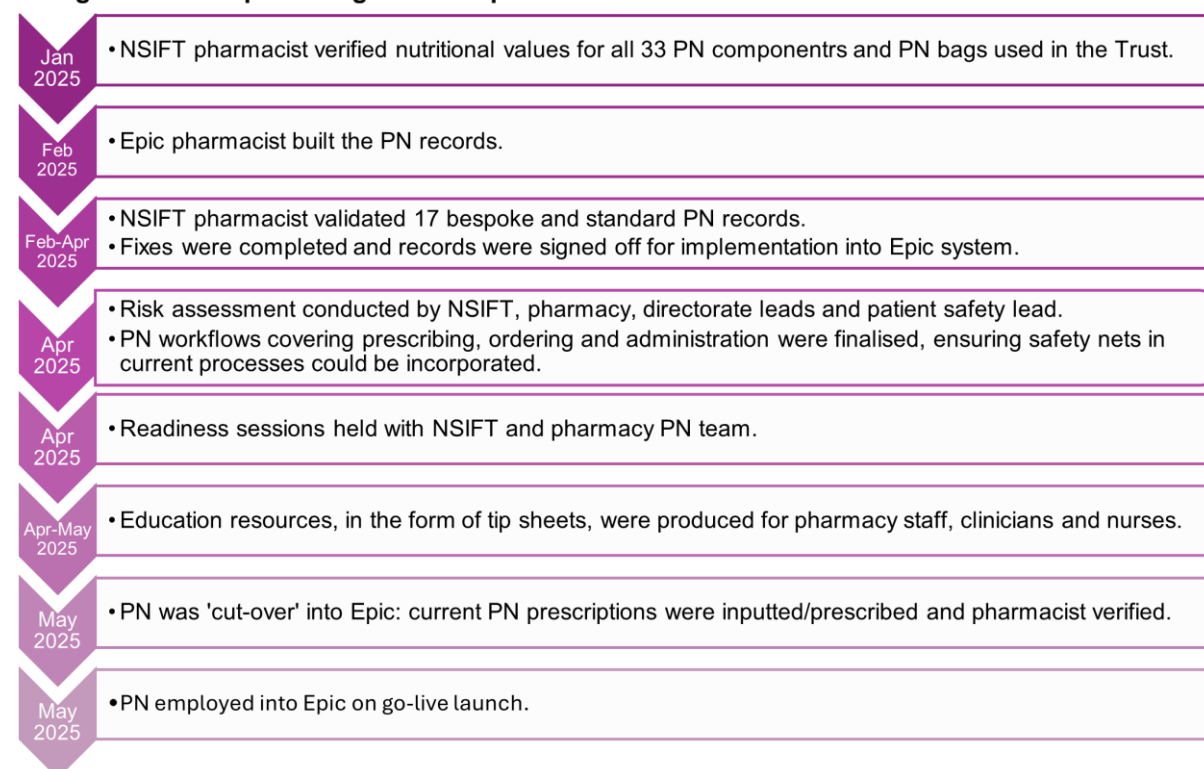 Jan
2025
• NSIFT pharmacist verified nutritional values for all 33 PN componentrs and PN bags used in the Trust.
Feb
2025
• Epic pharmacist built the PN records.
Feb-Apr
2025
• NSIFT pharmacist validated 17 bespoke and standard PN records.
• Fixes were completed and records were signed off for implementation into Epic system.
Apr
2025
• Risk assessment conducted by NSIFT, pharmacy, directorate leads and patient safety lead.
• PN workflows covering prescribing, ordering and administration were finalised, ensuring safety nets in
current processes could be incorporated.
Apr
2025
• Readiness sessions held with NSIFT and pharmacy PN team.
Apr-May
2025
• Education resources, in the form of tip sheets, were produced for pharmacy staff, clinicians and nurses.
May
2025
• PN was 'cut-over' into Epic: current PN prescriptions were inputted/prescribed and pharmacist verified.
May
2025
• PN employed into Epic on go-live launch.